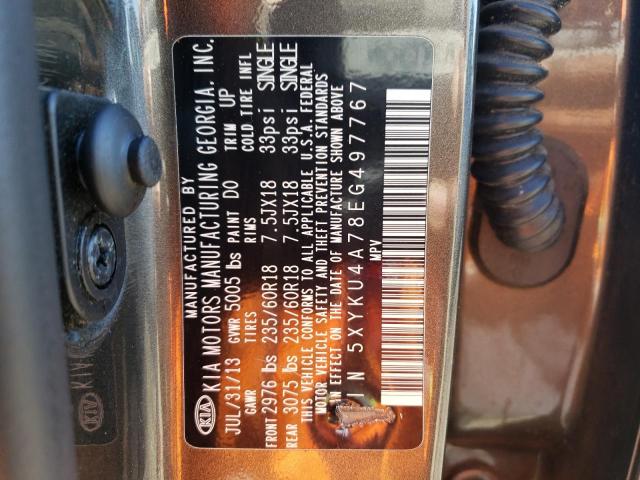 KIA
MANUFACTURED BY
KIA MOTORS MANUFACTURING GEORGIA, INC.
JUL/31/13 GVWR 5005 lbs PAINT DO TRIM UP
GAWR TIRES RIMS COLD TIRE INFL
FRONT 2976 lbs 235/60R18 7.5JX18 33psi SINGLE
REAR 3075 lbs 235/60R18 7.5JX18 33psi SINGLE
THIS VEHICLE CONFORMS TO ALL APPLICABLE U.S.A. FEDERAL
MOTOR VEHICLE SAFETY AND THEFT PREVENTION STANDARDS
IN EFFECT ON THE DATE OF MANUFACTURE SHOWN ABOVE
5XYKU4A78EG497767
MPV
KIA